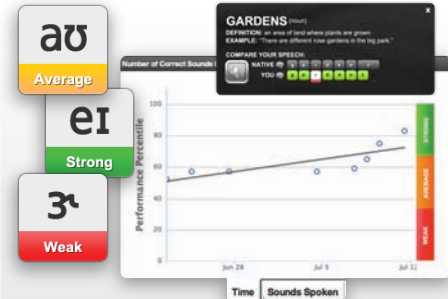 aʊ
Average
eɪ
Strong
ɝ
Weak
X
GARDENS (noun)
DEFINITION: an area of land where plants are grown
EXAMPLE: "There are different rose gardens in the big park."
COMPARE YOUR SPEECH:
NATIVE
YOU
Number of Correct Sounds
Performance Percentile
100
80
60
40
20
0
STRONG
AVERAGE
WEAK
Jun 28
Jul 5
Jul 12
Time
Sounds Spoken